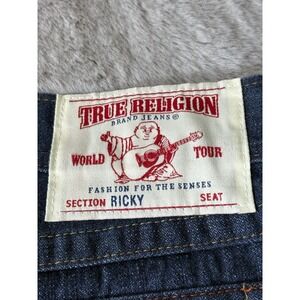 TRUE RELIGION
BRAND JEANS®
WORLD TOUR
FASHION FOR THE SENSES
SECTION RICKY SEAT